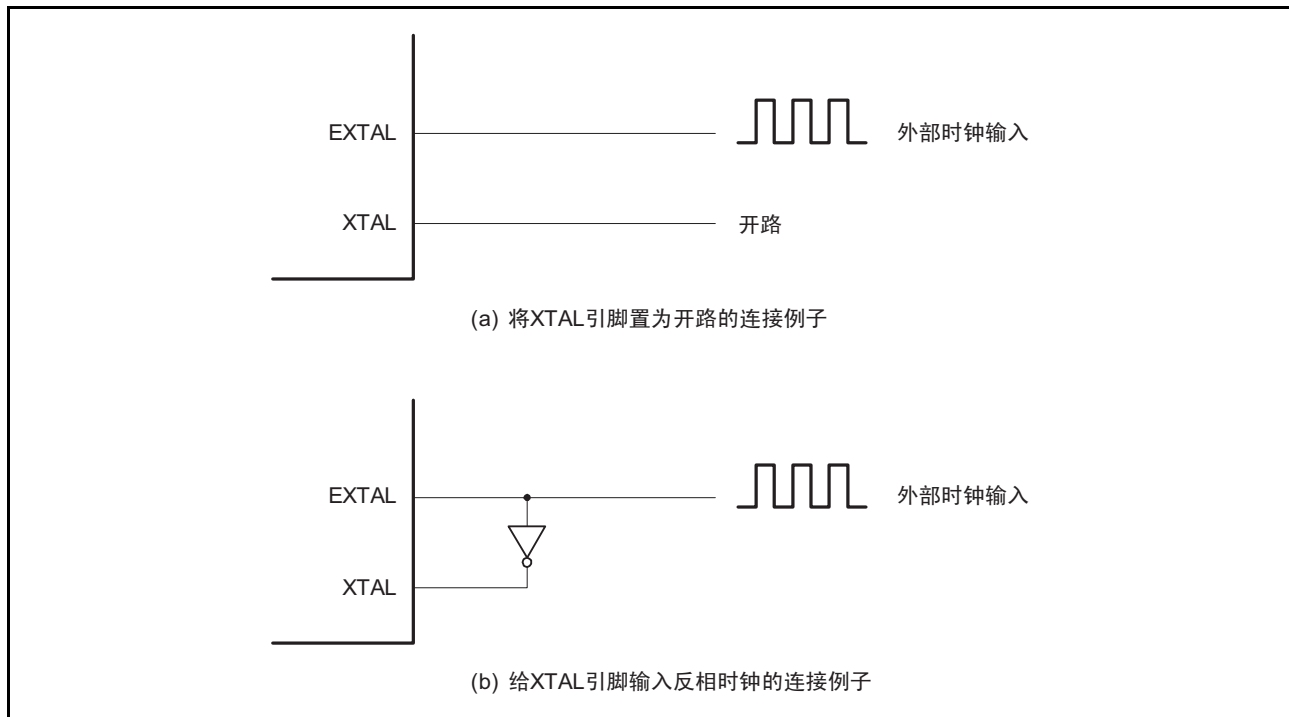 EXTAL
外部时钟输入
XTAL
开路
(a) 将XTAL引脚置为开路的连接例子
EXTAL
外部时钟输入
XTAL
(b) 给XTAL引脚输入反相时钟的连接例子